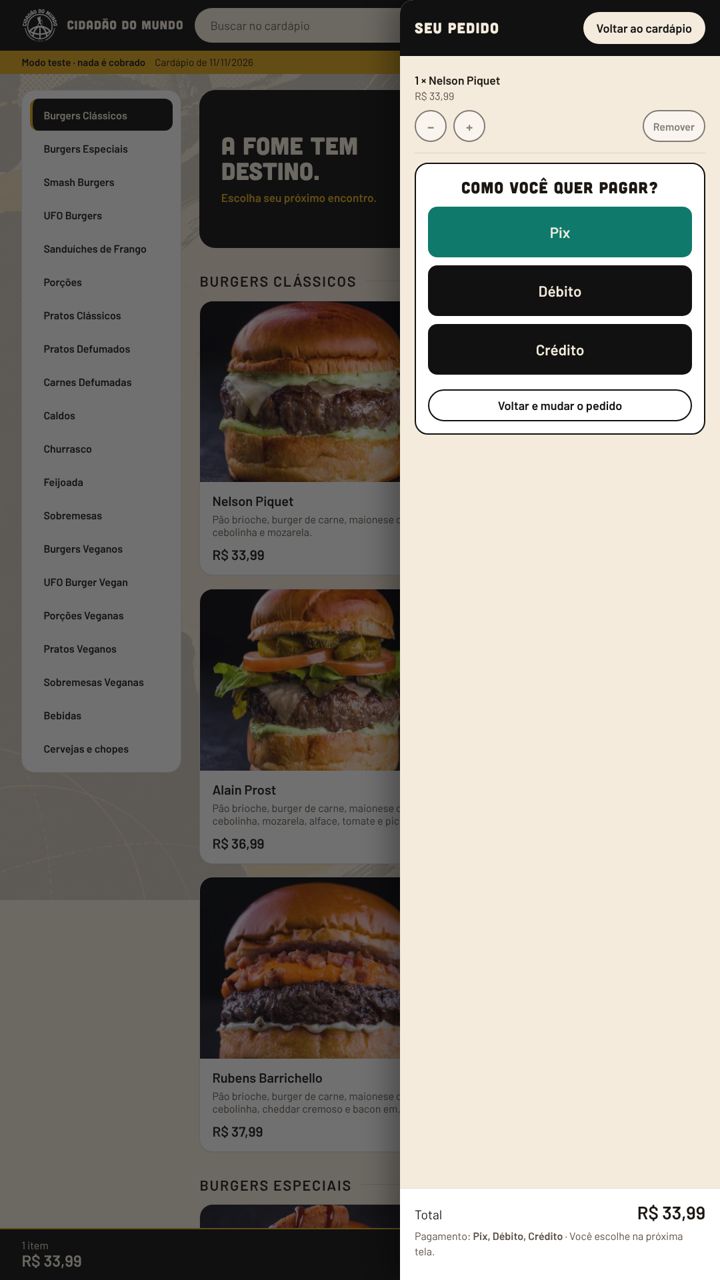 CIDADÃO DO MUNDO
CIDADÃO DO MUNDO
Buscar no cardápio
Modo teste · nada é cobrado Cardápio de 11/11/2026
Burgers Clássicos
Burgers Especiais
Smash Burgers
UFO Burgers
Sanduíches de Frango
Porções
Pratos Clássicos
Pratos Defumados
Carnes Defumadas
Caldos
Churrasco
Feijoada
Sobremesas
Burgers Veganos
UFO Burger Vegan
Porções Veganas
Pratos Veganos
Sobremesas Veganas
Bebidas
Cervejas e chopes
A FOME TEM
DESTINO.
Escolha seu próximo encontro.
BURGERS CLÁSSICOS
Nelson Piquet
Pão brioche, burger de carne, maionese
cebolinha e mozarela.
R$ 33,99
Alain Prost
Pão brioche, burger de carne, maionese
cebolinha, mozarela, alface, tomate e
R$ 36,99
Rubens Barrichello
Pão brioche, burger de carne, maionese
cebolinha, cheddar cremoso e bacon
R$ 37,99
BURGERS ESPECIAIS
1 item
R$ 33,99
SEU PEDIDO
Voltar ao cardápio
1 × Nelson Piquet
R$ 33,99
− + Remover
COMO VOCÊ QUER PAGAR?
Pix
Débito
Crédito
Voltar e mudar o pedido
Total R$ 33,99
Pagamento: Pix, Débito, Crédito · Você escolhe na próxima
tela.